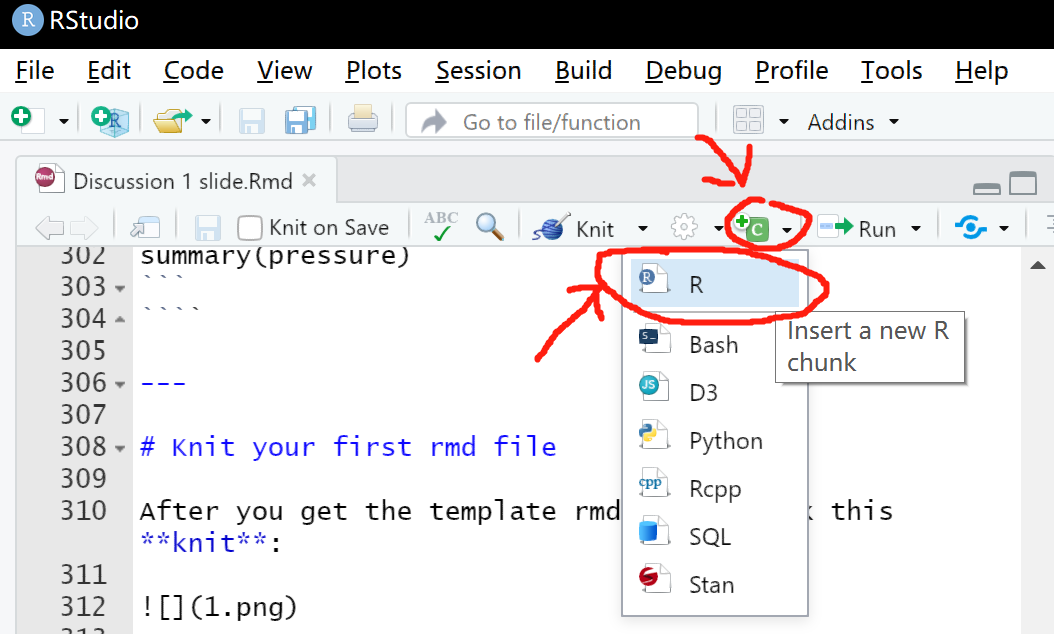 RStudio
File Edit Code View Plots Session Build Debug Profile Tools Help
Go to file/function Addins
Discussion 1 slide.Rmd
Knit on Save ABC Knit C Run
302 summary(pressure)
303 ```
304 ````
305
306 ---
307
308 # Knit your first rmd file
309
310 After you get the template rmd this
**knit**:
311
312 ![](1.png)
R
Bash
D3
Python
Rcpp
SQL
Stan
Insert a new R
chunk